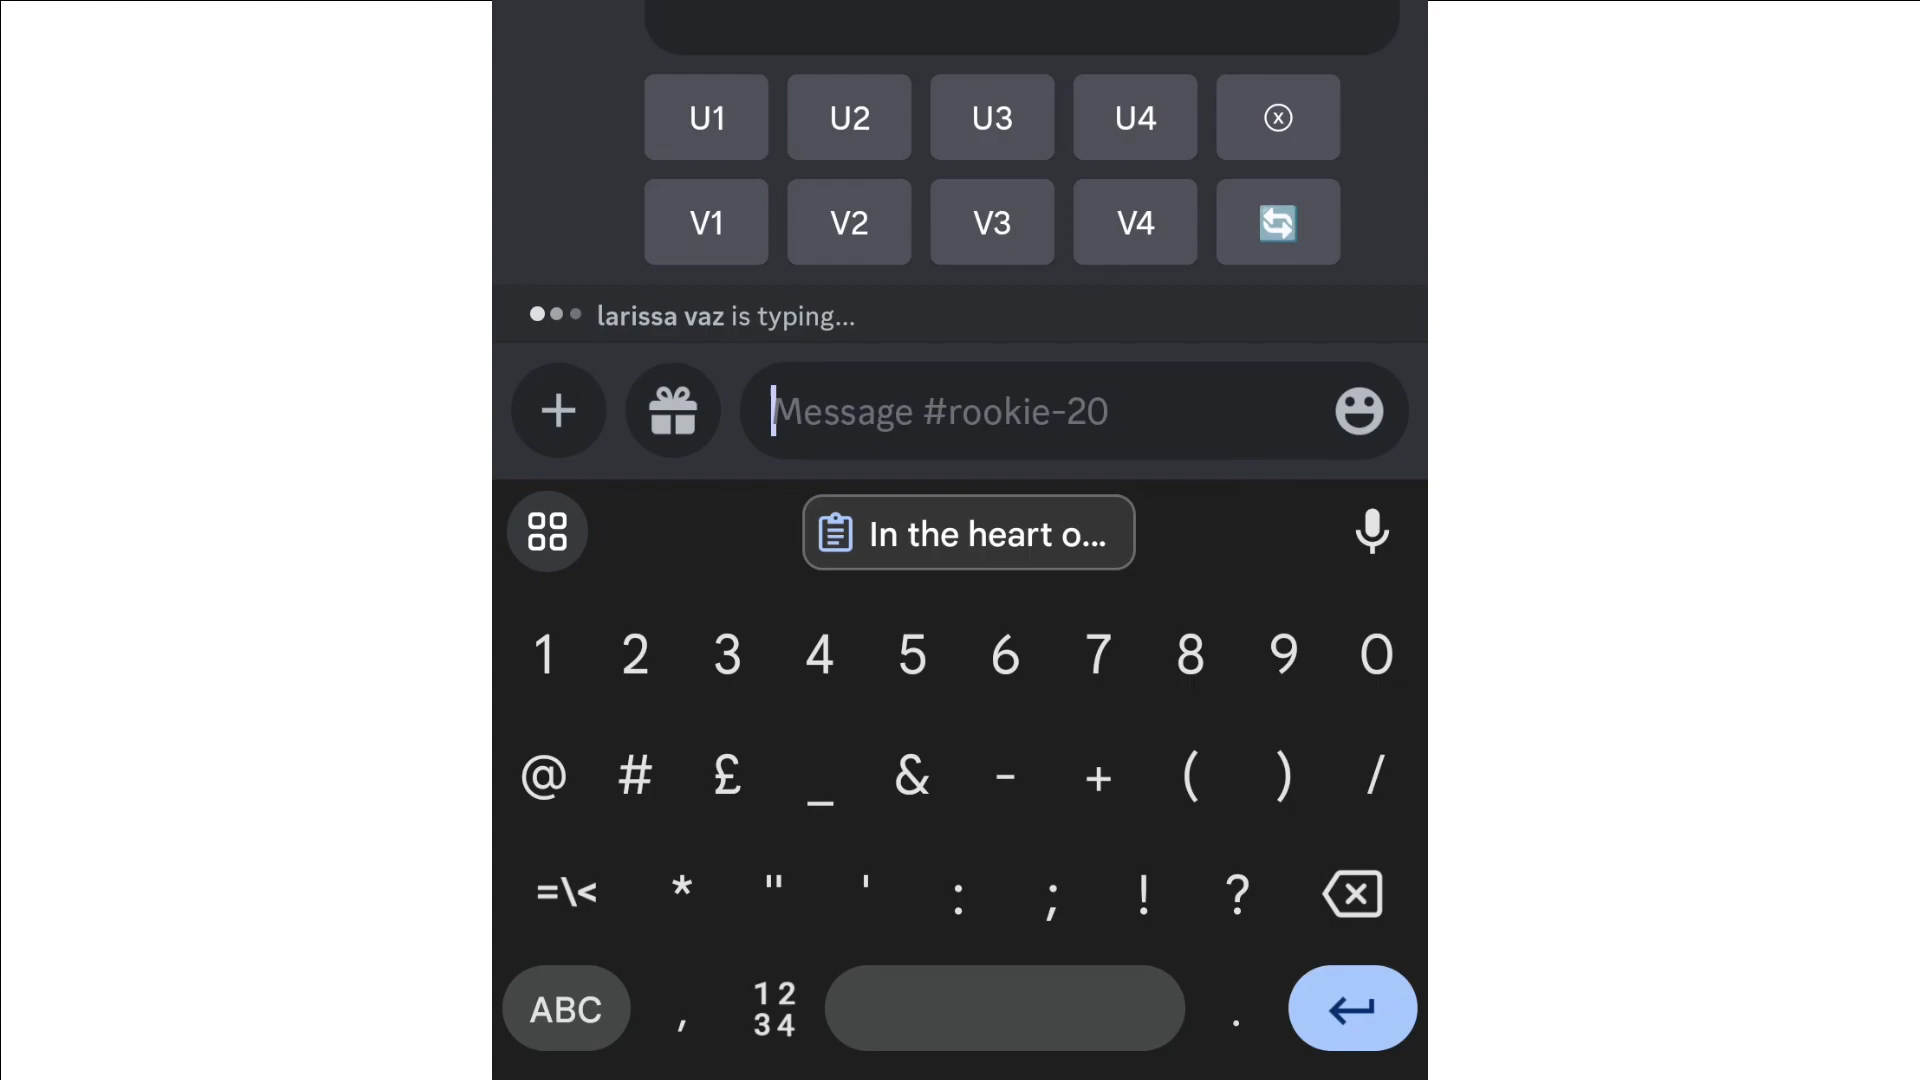 U1 U2 U3 U4
V1 V2 V3 V4
larissa vaz is typing...
Message #rookie-20
In the heart o...
1 2 3 4 5 6 7 8 9 0
@ # £ _ & - + ( ) /
=\< * " ' : ; ! ?
ABC , 12 34 .